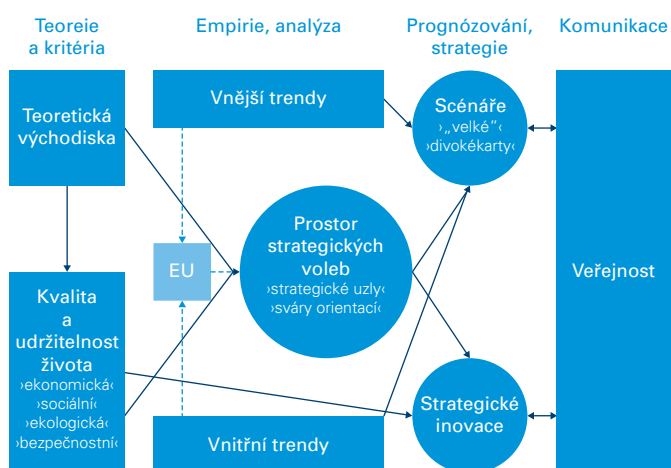 Teoreie
a kritéria
Empirie, analýza
Prognózování,
strategie
Komunikace
Teoretická
východiska
Vnější trendy
Scénáře
›„velké“‹
›divokékarty‹
EU
Prostor
strategických
voleb
›strategické uzly‹
›sváry orientací‹
Veřejnost
Kvalita
a
udržitelnost
života
›ekonomická‹
›sociální‹
›ekologická‹
›bezpečnostní‹
Vnitřní trendy
Strategické
inovace